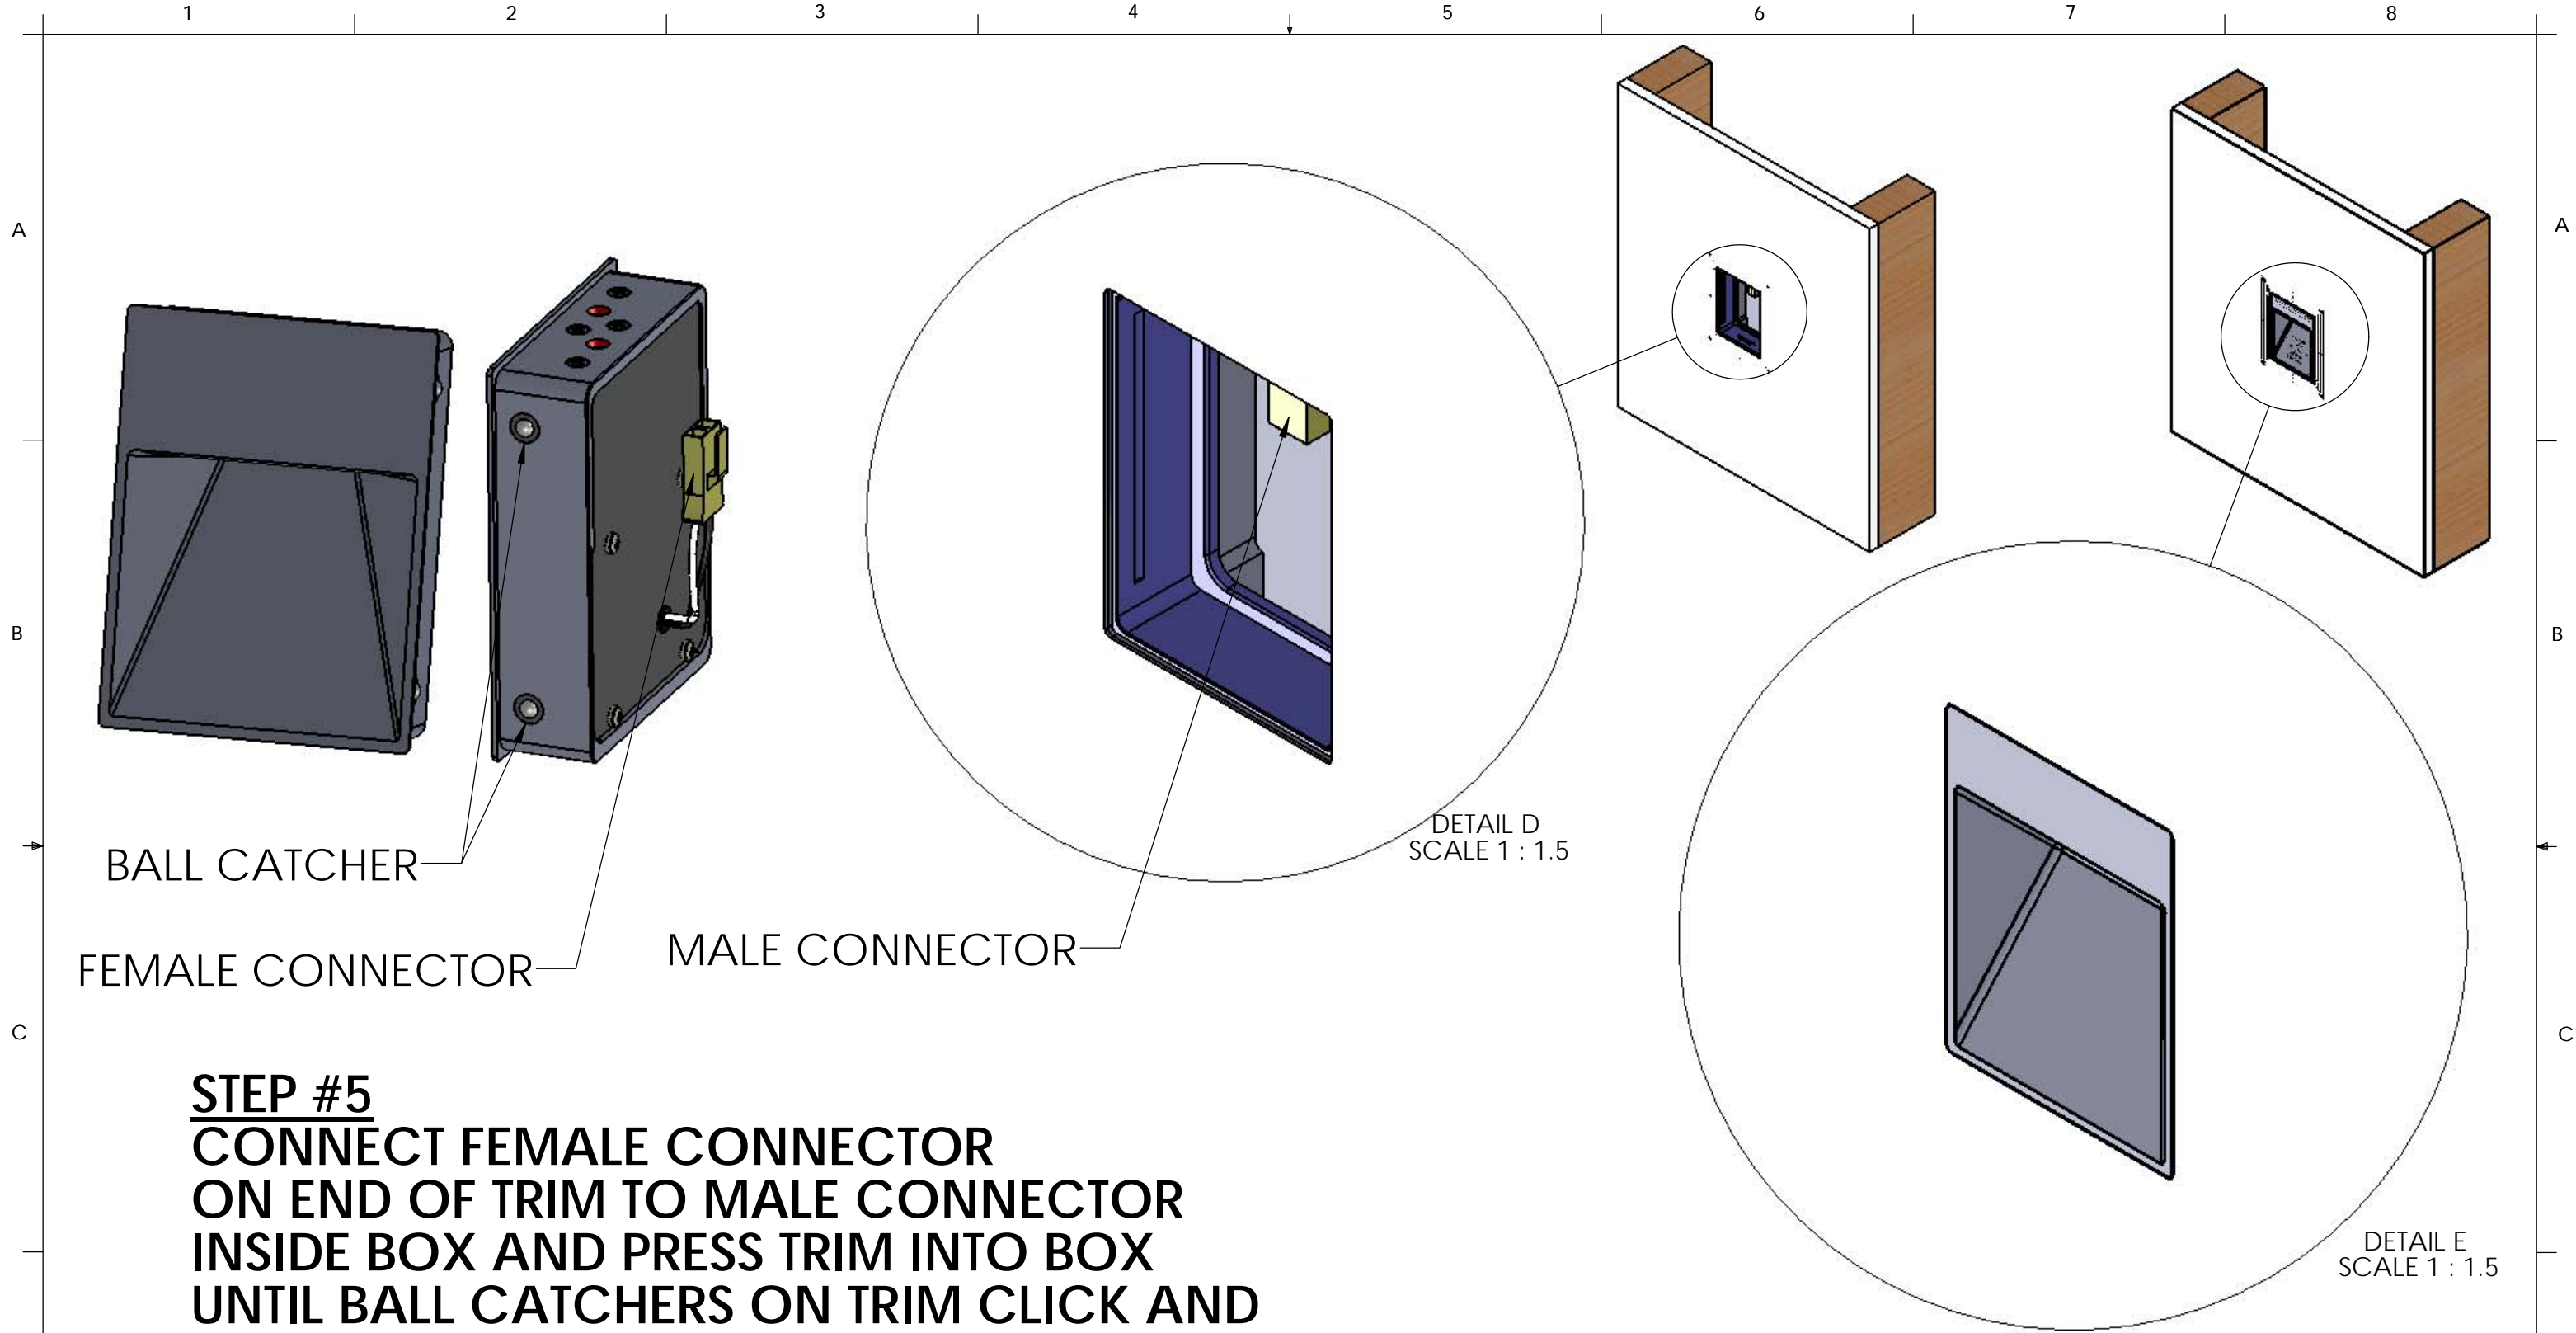 1 2 3 4 5 6 7 8
A A
B B
BALL CATCHER
FEMALE CONNECTOR
MALE CONNECTOR
DETAIL D
SCALE 1 : 1.5
C C
STEP #5
CONNECT FEMALE CONNECTOR
ON END OF TRIM TO MALE CONNECTOR
INSIDE BOX AND PRESS TRIM INTO BOX
UNTIL BALL CATCHERS ON TRIM CLICK AND
DETAIL E
SCALE 1 : 1.5